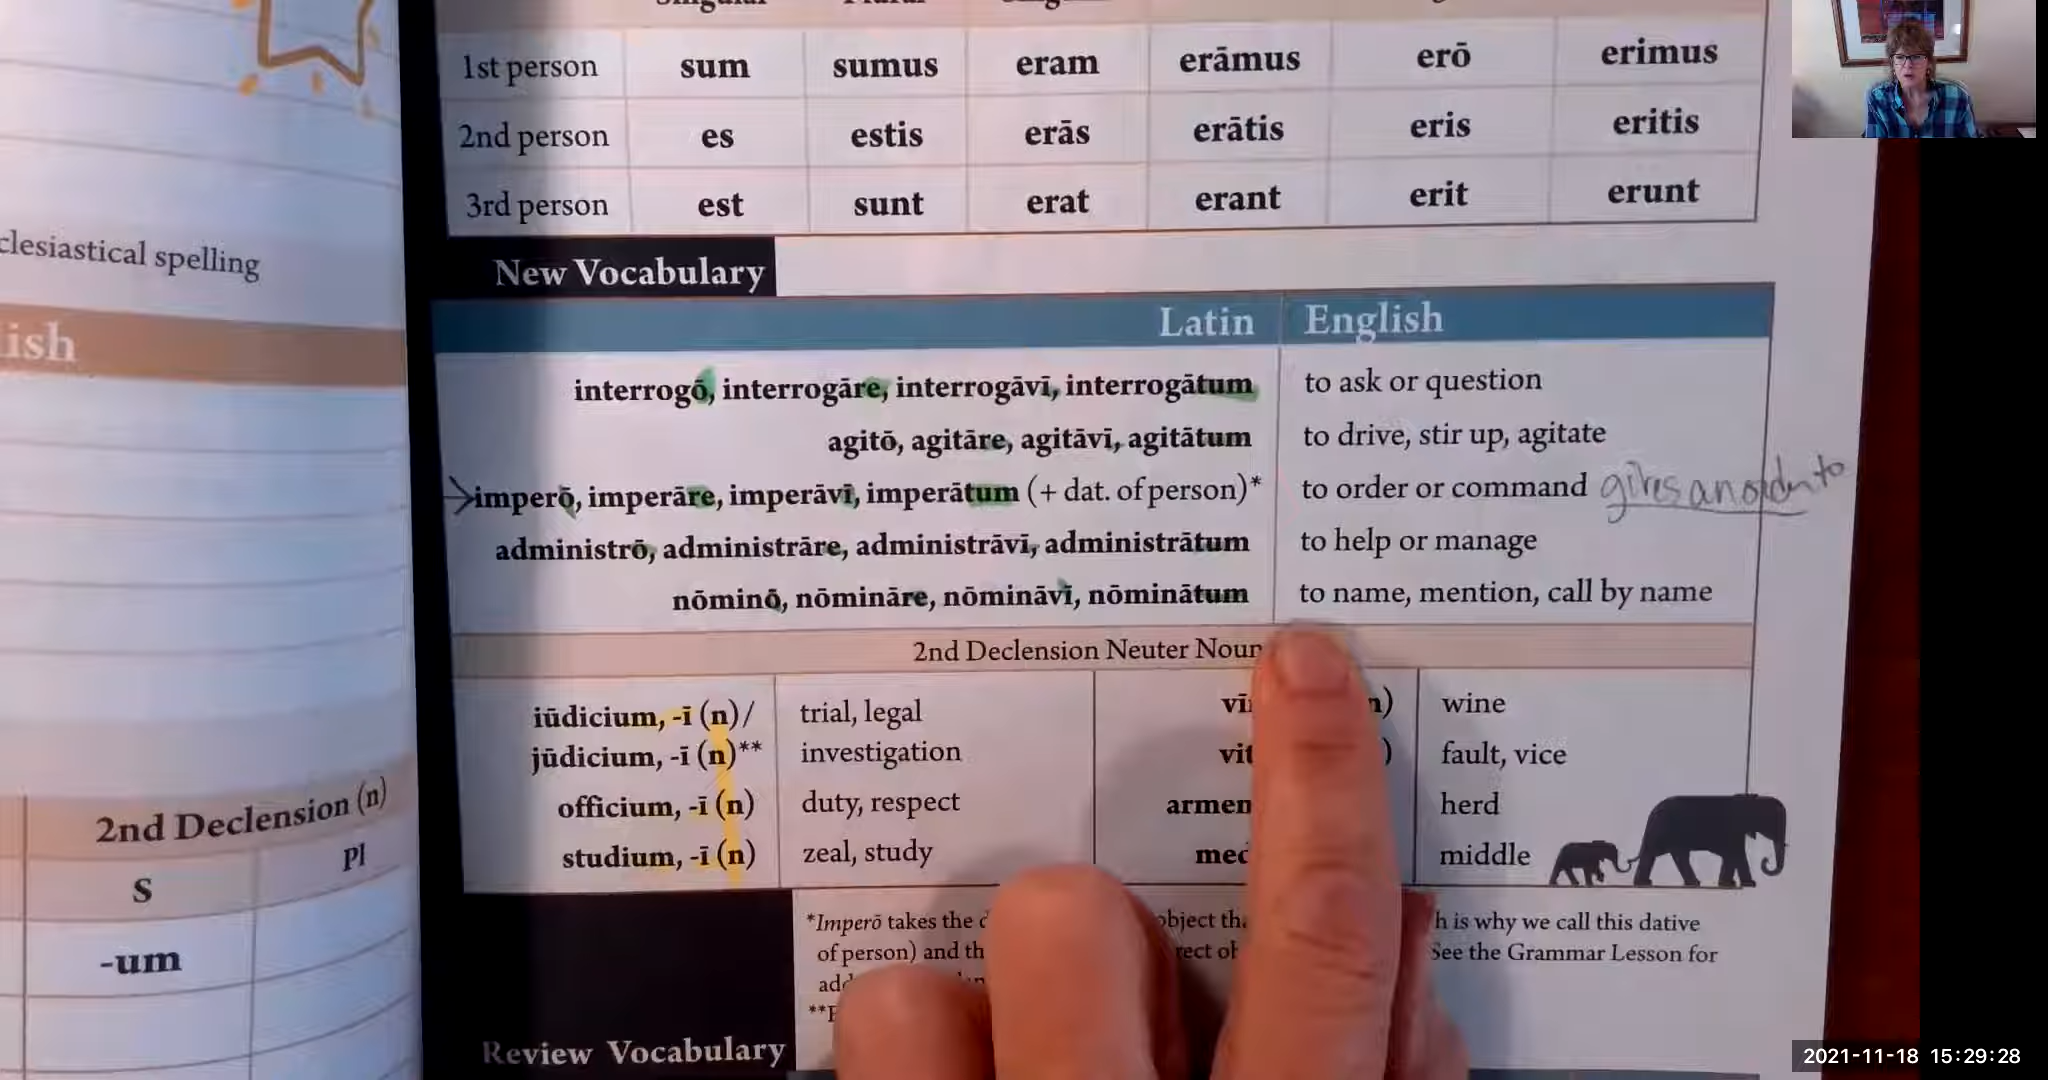 1st person sum sumus eram erāmus erō erimus
2nd person es estis erās erātis eris eritis
3rd person est sunt erat erant erit erunt
clesiastical spelling
ish
2nd Declension (n)
S Pl
-um
New Vocabulary
Latin English
interrogō, interrogāre, interrogāvī, interrogātum to ask or question
agitō, agitāre, agitāvī, agitātum to drive, stir up, agitate
imperō, imperāre, imperāvī, imperātum (+ dat. of person)* to order or command gives an order to
administrō, administrāre, administrāvī, administrātum to help or manage
nōminō, nōmināre, nōmināvī, nōminātum to name, mention, call by name
2nd Declension Neuter Noun
iūdicium, -ī (n)/ trial, legal wine
jūdicium, -ī (n)** investigation fault, vice
officium, -ī (n) duty, respect armen herd
studium, -ī (n) zeal, study middle
*Imperō takes the object h is why we call this dative
of person) and See the Grammar Lesson for
Review Vocabulary
2021-11-18 15:29:28